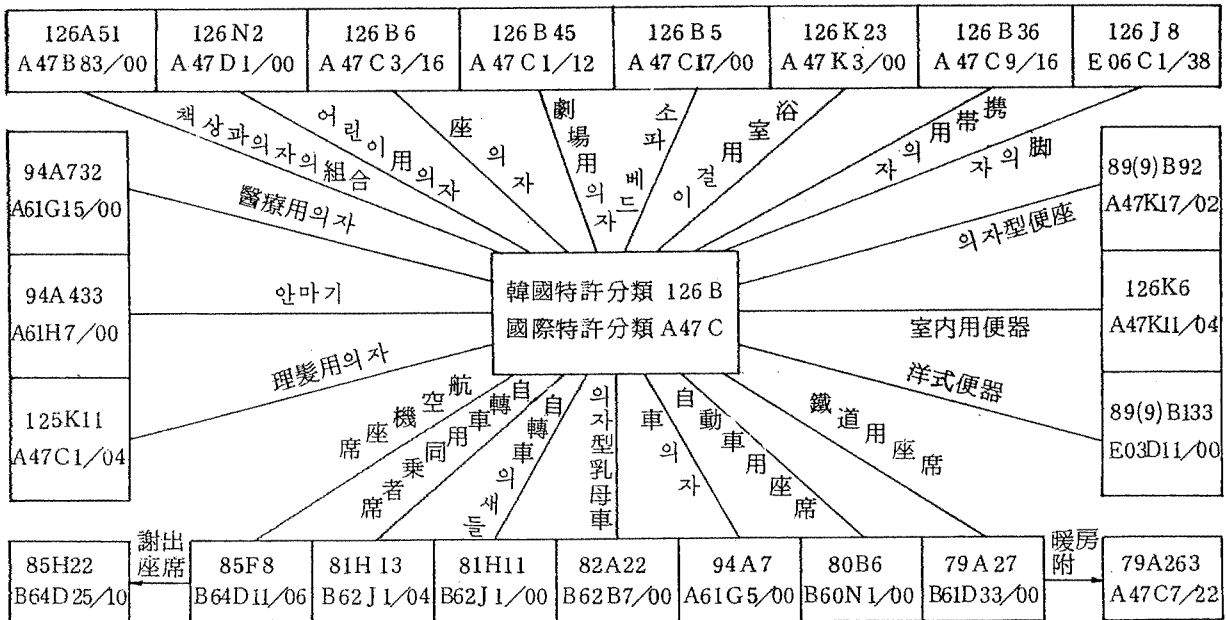 126A51
A47B83/00
126N2
A47D1/00
126B6
A47C3/16
126B45
A47C1/12
126B5
A47C17/00
126K23
A47K3/00
126B36
A47C9/16
126J8
E06C1/38
책상과의자의組合
어린이用의자
座의자
劇場用의자
소파베드
浴室用걸이
携帯用의자
脚의자
94A732
A61G15/00
94A433
A61H7/00
125K11
A47C1/04
醫療用의자
안마기
理髮用의자
韓國特許分類 126B
國際特許分類 A47C
의자型便座
室内用便器
洋式便器
89(9)B92
A47K17/02
126K6
A47K11/04
89(9)B133
E03D11/00
航空機座席
自轉車用同乗者席
自轉車의새들
의자型乳母車
車의자
自動車用座席
鐵道用座席
85H22
B64D25/10
謝出
座席
85F8
B64D11/06
81H13
B62J1/04
81H11
B62J1/00
82A22
B62B7/00
94A7
A61G5/00
80B6
B60N1/00
79A27
B61D33/00
暖房
附
79A263
A47C7/22